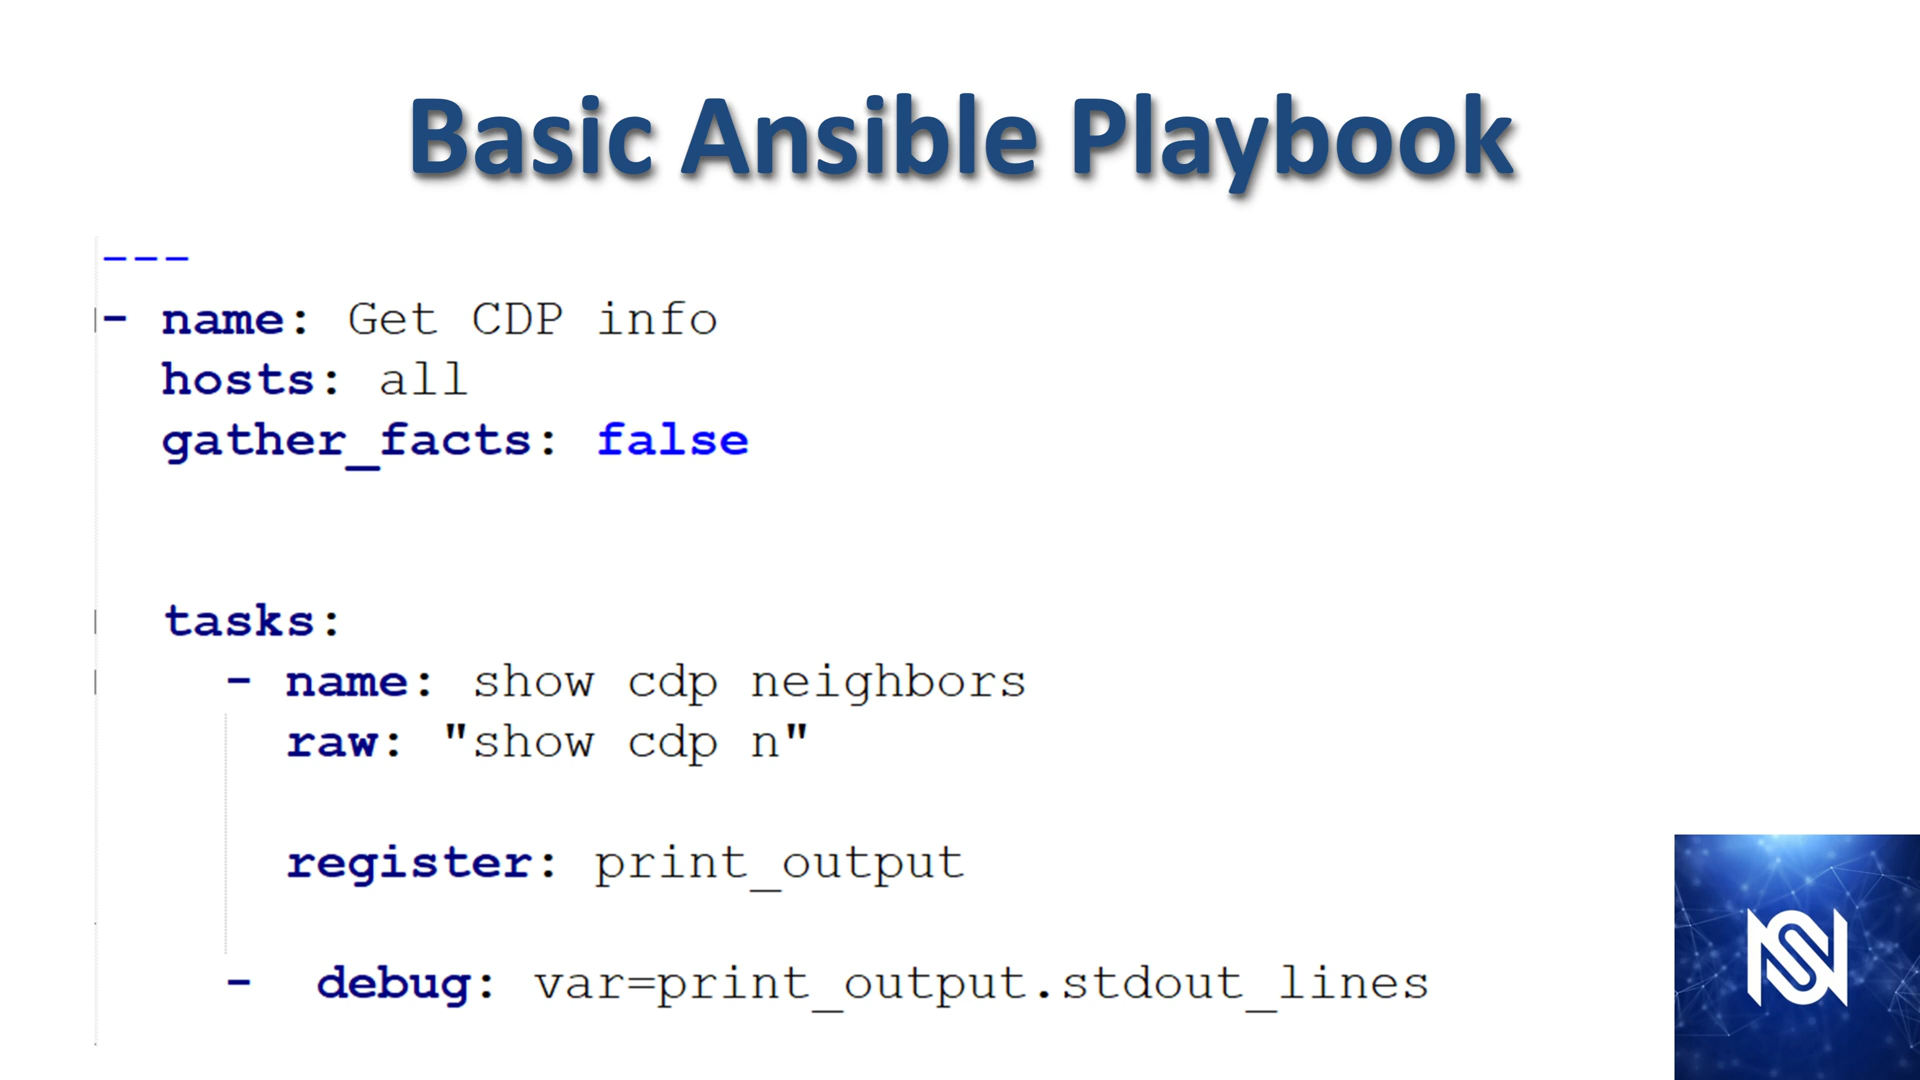 Basic Ansible Playbook
---
- name: Get CDP info
hosts: all
gather_facts: false
tasks:
- name: show cdp neighbors
raw: "show cdp n"
register: print_output
- debug: var=print_output.stdout_lines